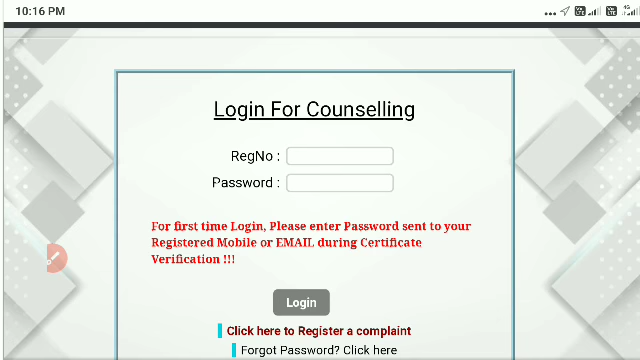 10:16 PM
Login For Counselling
RegNo :
Password :
For first time Login, Please enter Password sent to your
Registered Mobile or EMAIL during Certificate
Verification !!!
Login
Click here to Register a complaint
Forgot Password? Click here